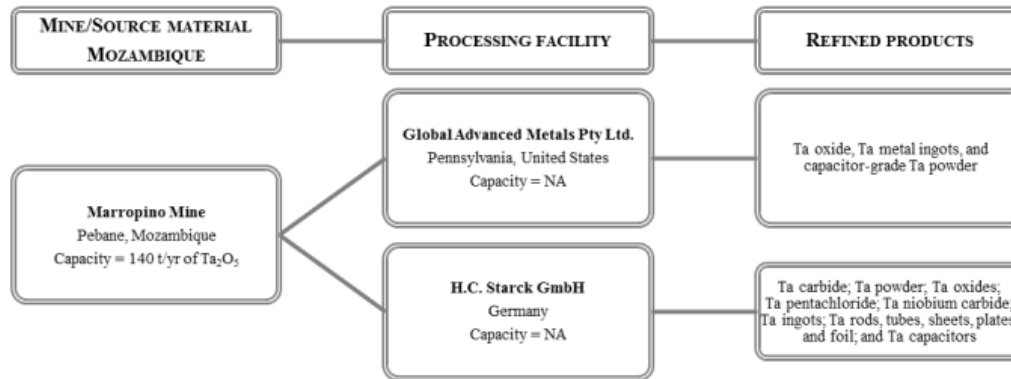 MINE/SOURCE MATERIAL
MOZAMBIQUE
PROCESSING FACILITY
REFINED PRODUCTS
Marropino Mine
Pebane, Mozambique
Capacity = 140 t/yr of Ta₂O₅
Global Advanced Metals Pty Ltd.
Pennsylvania, United States
Capacity = NA
Ta oxide, Ta metal ingots, and
capacitor-grade Ta powder
H.C. Starck GmbH
Germany
Capacity = NA
Ta carbide; Ta powder; Ta oxides;
Ta pentachloride; Ta niobium carbide;
Ta ingots; Ta rods, tubes, sheets, plates
and foil; and Ta capacitors